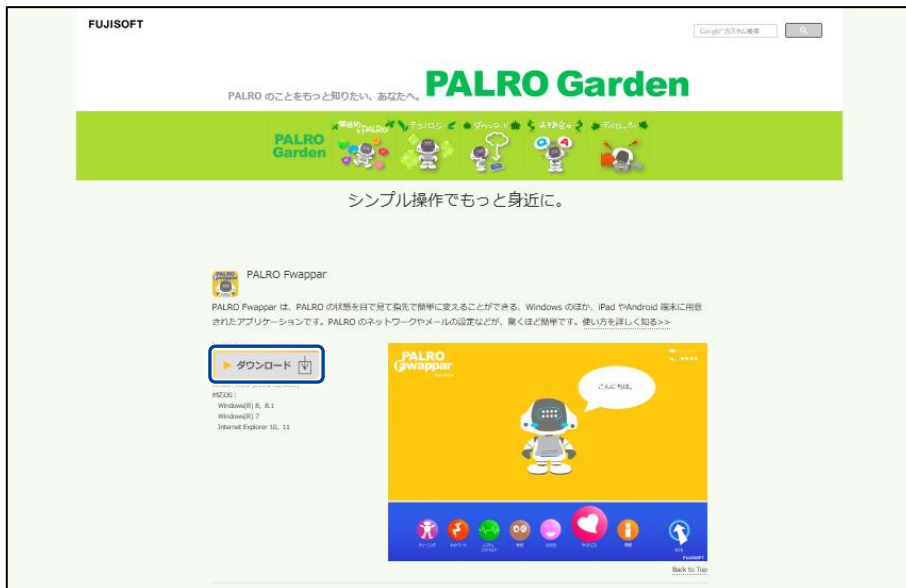 FUJISOFT
Google カスタム検索
PALRO のことをもっと知りたい、あなたへ。
PALRO Garden
PALRO
Garden
シンプル操作でもっと身近に。
PALRO Fwappar
PALRO Fwappar は、PALRO の状態を目で見て指先で簡単に変えることができる、Windows のほか、iPad やAndroid 端末に用意
されたアプリケーションです。PALRO のネットワークやメールの設定などが、驚くほど簡単です。使い方を詳しく知る>>
ダウンロード
対応OS：
Windows(R) 8, 8.1
Windows(R) 7
Internet Explorer 10, 11
PALRO
Fwappar
こんにちは。
FUJISOFT
Back to Top